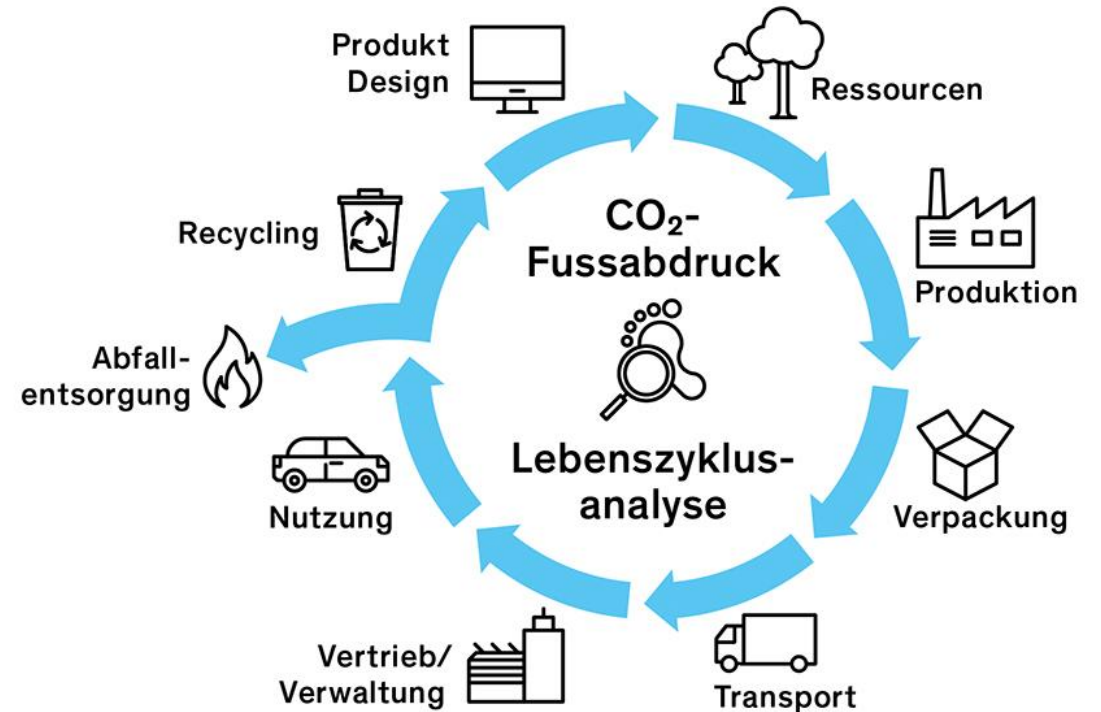 Produkt
Design
Ressourcen
Produktion
Verpackung
Transport
Vertrieb/
Verwaltung
Nutzung
Abfall-
entsorgung
Recycling
CO₂-
Fussabdruck
Lebenszyklus-
analyse